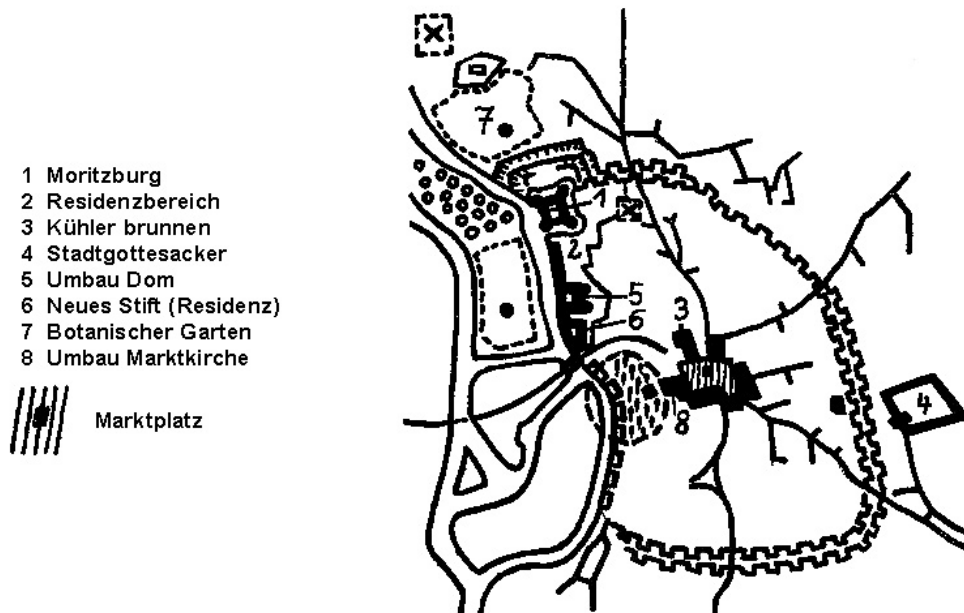 1 Moritzburg
2 Residenzbereich
3 Kühler brunnen
4 Stadtgottesacker
5 Umbau Dom
6 Neues Stift (Residenz)
7 Botanischer Garten
8 Umbau Marktkirche
Marktplatz
7
1
2
5
3
6
4
8